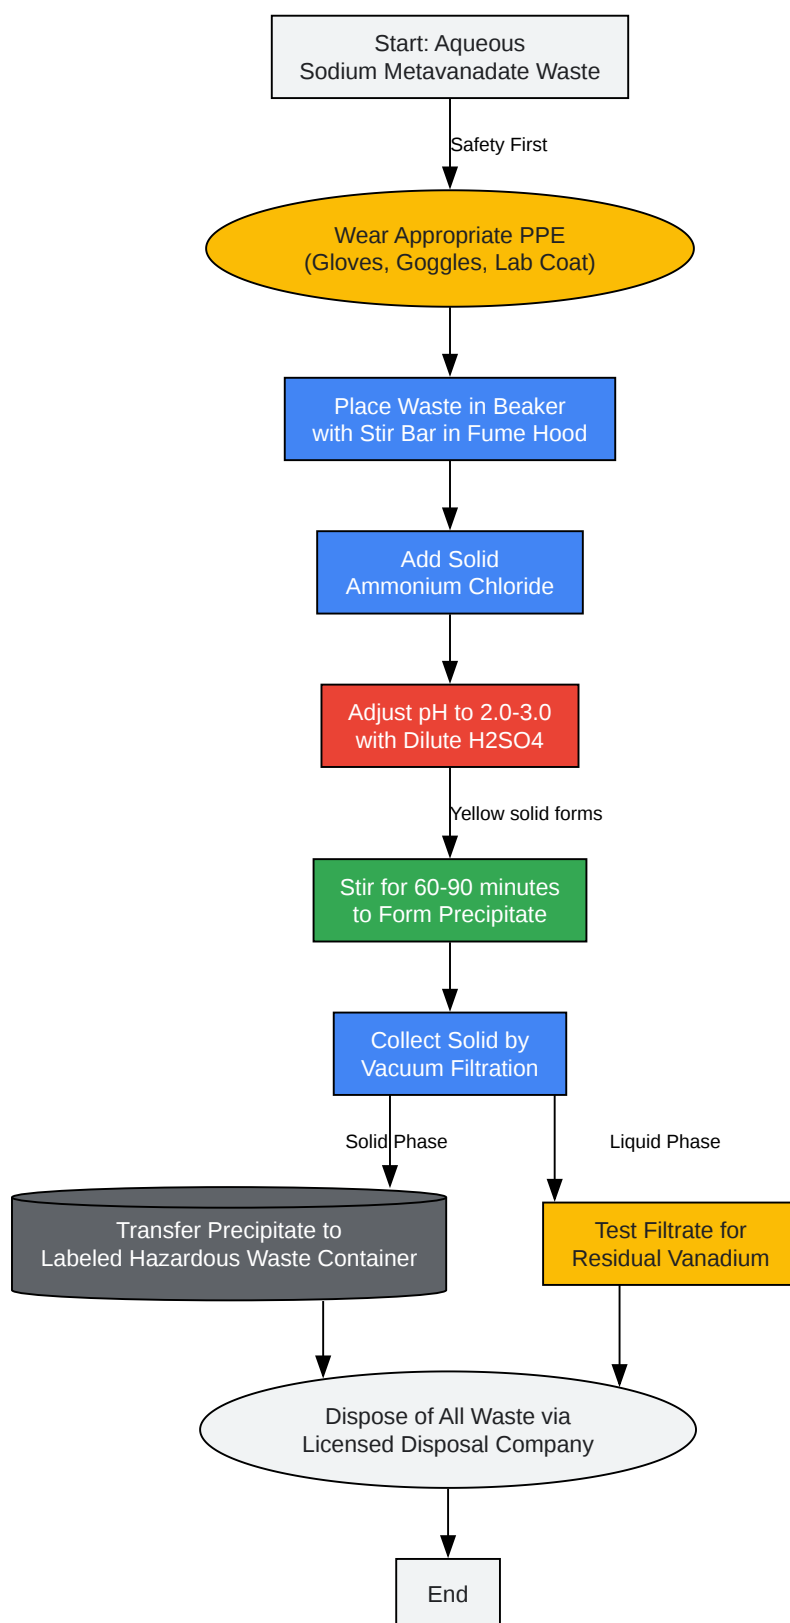 Start: Aqueous
Sodium Metavanadate Waste
Safety First
Wear Appropriate PPE
(Gloves, Goggles, Lab Coat)
Place Waste in Beaker
with Stir Bar in Fume Hood
Add Solid
Ammonium Chloride
Adjust pH to 2.0-3.0
with Dilute H2SO4
Yellow solid forms
Stir for 60-90 minutes
to Form Precipitate
Collect Solid by
Vacuum Filtration
Solid Phase
Liquid Phase
Transfer Precipitate to
Labeled Hazardous Waste Container
Test Filtrate for
Residual Vanadium
Dispose of All Waste via
Licensed Disposal Company
End